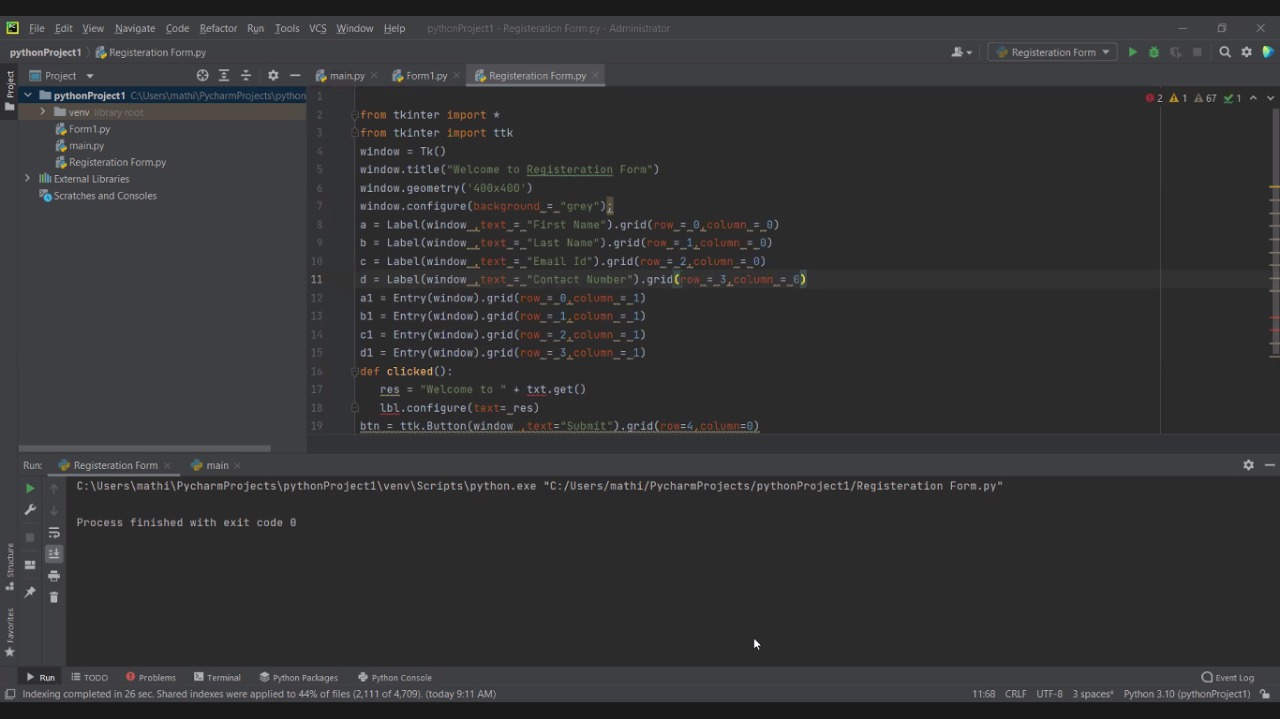 File Edit View Navigate Code Refactor Run Tools VCS Window Help pythonProject1 - Registeration Form.py - Administrator
pythonProject1 Registeration Form.py Registeration Form
Project main.py Form1.py Registeration Form.py
Project
pythonProject1 C:\Users\mathi\PycharmProjects\python
venv library root
Form1.py
main.py
Registeration Form.py
External Libraries
Scratches and Consoles
2 1 67 1
1
2 from tkinter import *
3 from tkinter import ttk
4 window = Tk()
5 window.title("Welcome to Registeration Form")
6 window.geometry('400x400')
7 window.configure(background = "grey");
8 a = Label(window ,text = "First Name").grid(row = 0,column = 0)
9 b = Label(window ,text = "Last Name").grid(row = 1,column = 0)
10 c = Label(window ,text = "Email Id").grid(row = 2,column = 0)
11 d = Label(window ,text = "Contact Number").grid(row = 3,column = 0)
12 a1 = Entry(window).grid(row = 0,column = 1)
13 b1 = Entry(window).grid(row = 1,column = 1)
14 c1 = Entry(window).grid(row = 2,column = 1)
15 d1 = Entry(window).grid(row = 3,column = 1)
16 def clicked():
17 res = "Welcome to " + txt.get()
18 lbl.configure(text= res)
19 btn = ttk.Button(window ,text="Submit").grid(row=4,column=0)
Run: Registeration Form main
C:\Users\mathi\PycharmProjects\pythonProject1\venv\Scripts\python.exe "C:/Users/mathi/PycharmProjects/pythonProject1/Registeration Form.py"
Process finished with exit code 0
Structure
Favorites
Run TODO Problems Terminal Python Packages Python Console Event Log
Indexing completed in 26 sec. Shared indexes were applied to 44% of files (2,111 of 4,709). (today 9:11 AM) 11:68 CRLF UTF-8 3 spaces* Python 3.10 (pythonProject1)